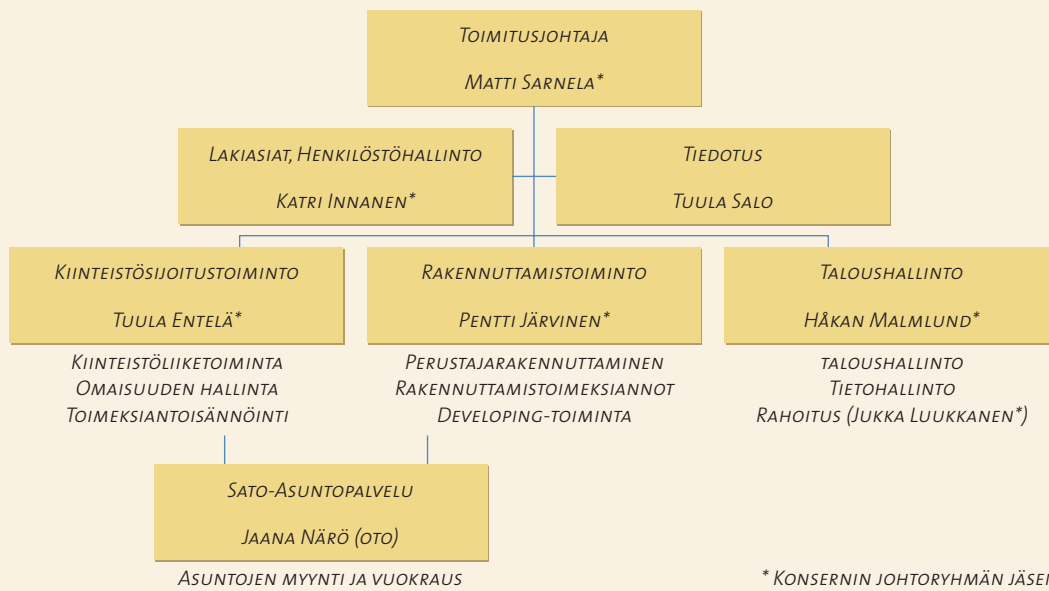 Toimitusjohtaja
Matti Sarnela*
Lakiasiat, Henkilöstöhallinto
Katri Innanen*
Tiedotus
Tuula Salo
Kiinteistösijoitustoiminto
Tuula Entelä*
Kiinteistöliiketoiminta
Omaisuuden hallinta
Toimeksiantoisännöinti
Rakennuttamistoiminto
Pentti Järvinen*
Perustajarakennuttaminen
Rakennuttamistoimeksiannot
Developing-toiminta
Taloushallinto
Håkan Malmlund*
taloushallinto
Tietohallinto
Rahoitus (Jukka Luukkanen*)
Sato-Asuntopalvelu
Jaana Närö (oto)
Asuntojen myynti ja vuokraus
* Konsernin johtoryhmän